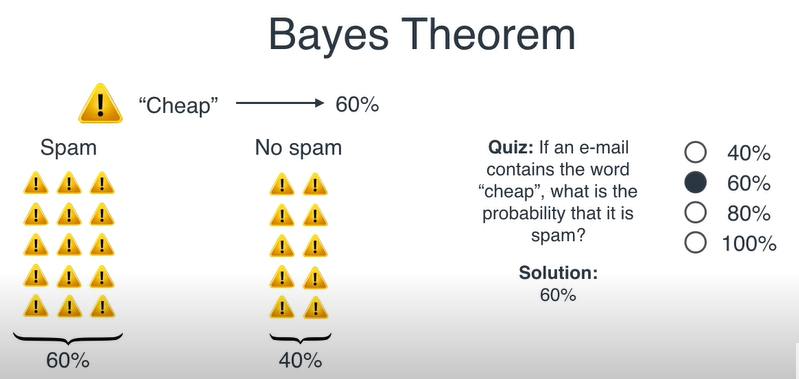 Bayes Theorem
“Cheap” 60%
Spam
No spam
60%
40%
Quiz: If an e-mail
contains the word
“cheap”, what is the
probability that it is
spam?
Solution:
60%
40%
60%
80%
100%